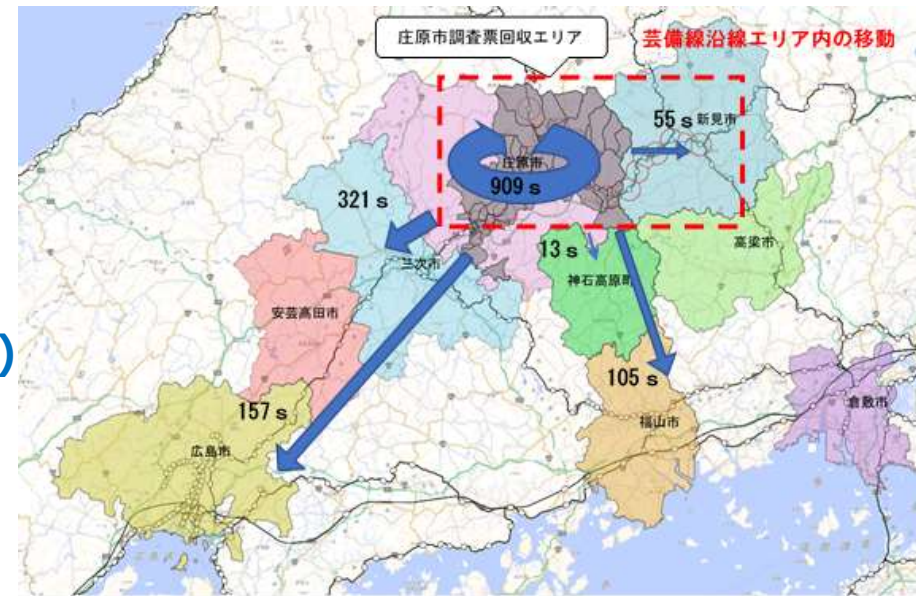 庄原市調査票回収エリア
芸備線沿線エリア内の移動
55 s
新見市
庄原市
909 s
321 s
13 s
高梁市
三次市
神石高原町
安芸高田市
)
105 s
157 s
倉敷市
福山市
広島市